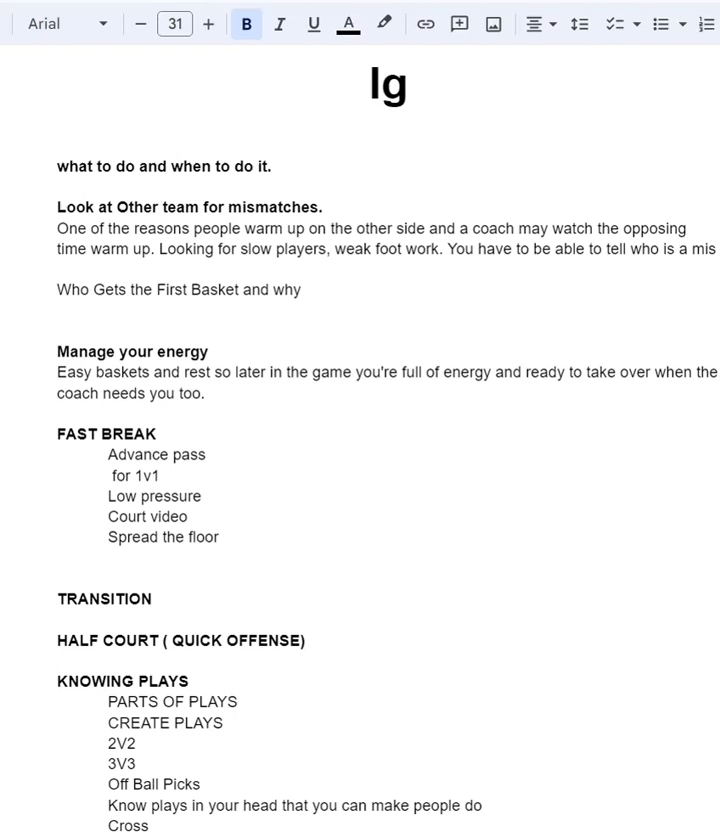 Arial
31
B I U A
Ig
what to do and when to do it.
Look at Other team for mismatches.
One of the reasons people warm up on the other side and a coach may watch the opposing
time warm up. Looking for slow players, weak foot work. You have to be able to tell who is a mis
Who Gets the First Basket and why
Manage your energy
Easy baskets and rest so later in the game you're full of energy and ready to take over when the
coach needs you too.
FAST BREAK
Advance pass
for 1v1
Low pressure
Court video
Spread the floor
TRANSITION
HALF COURT ( QUICK OFFENSE)
KNOWING PLAYS
PARTS OF PLAYS
CREATE PLAYS
2V2
3V3
Off Ball Picks
Know plays in your head that you can make people do
Cross